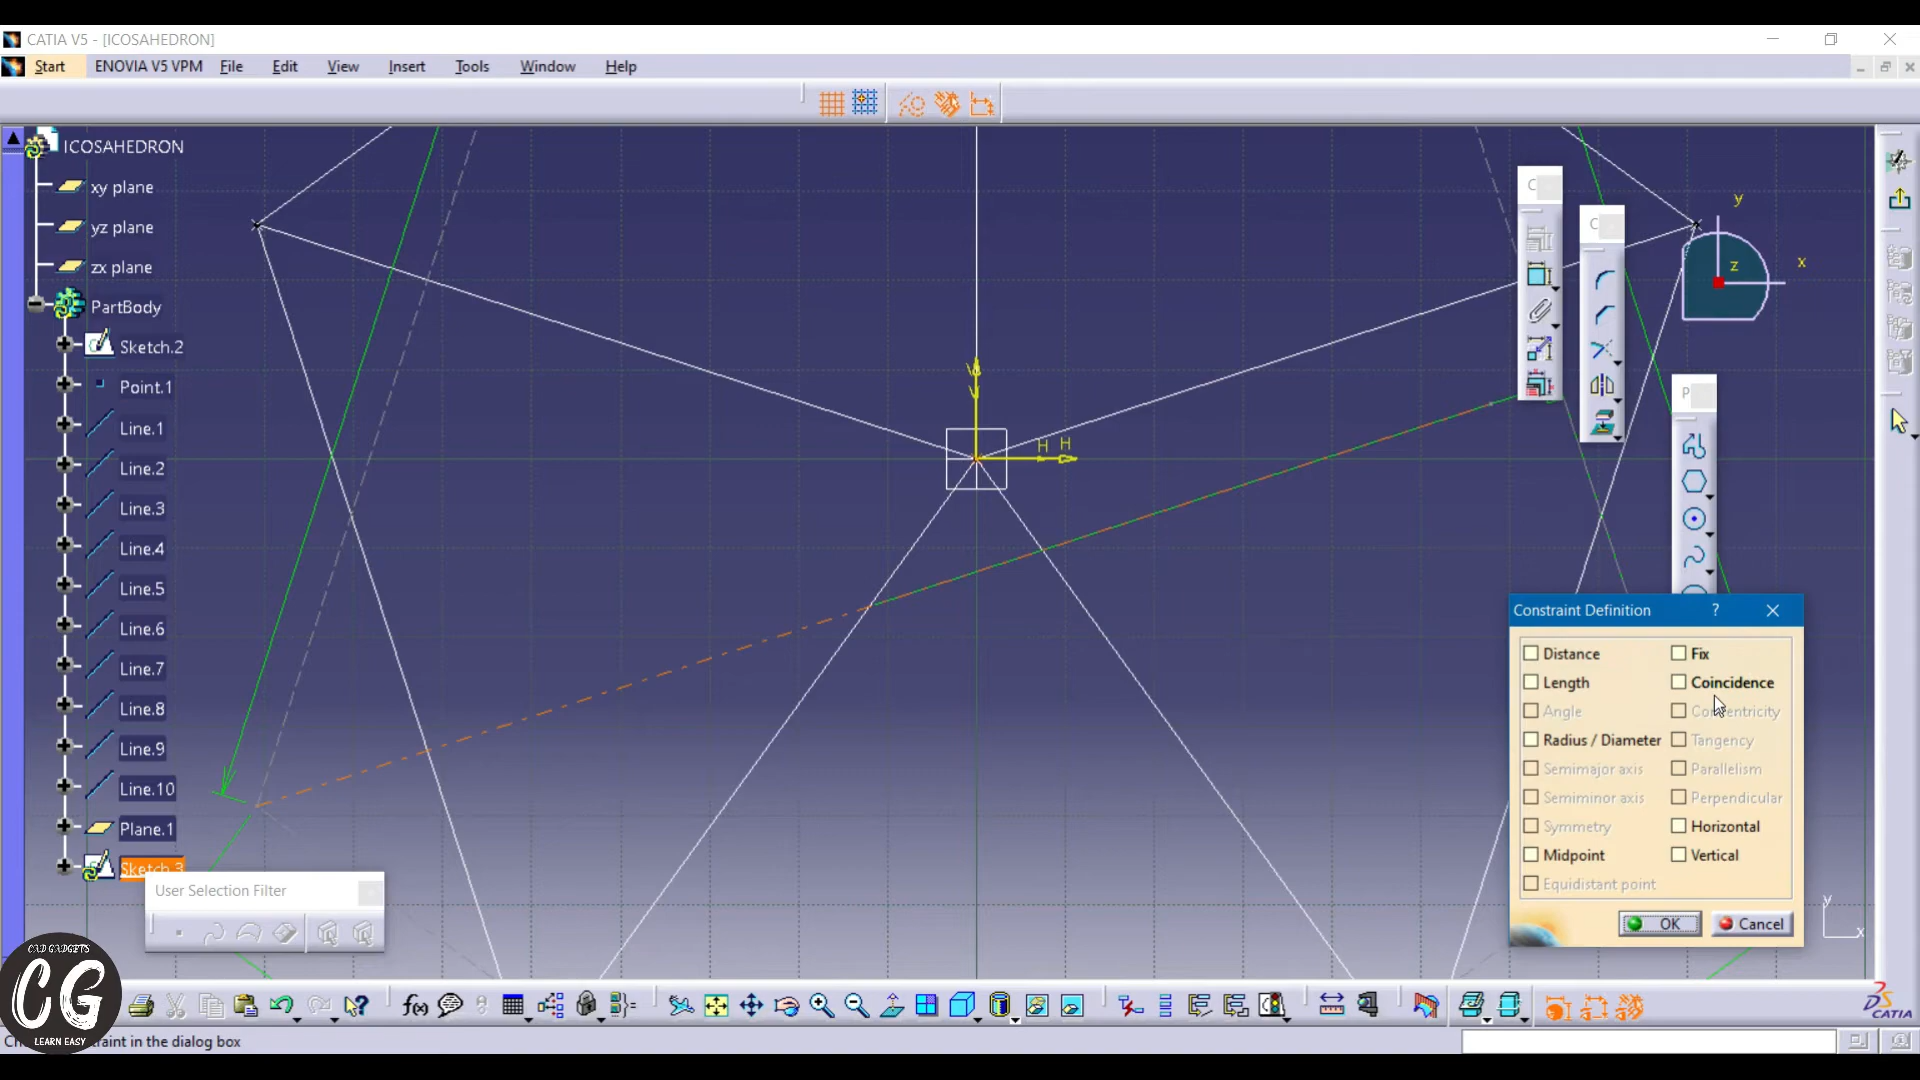 CATIA V5 - [ICOSAHEDRON]
Start ENOVIA V5 VPM File Edit View Insert Tools Window Help
ICOSAHEDRON
xy plane
yz plane
zx plane
PartBody
Sketch.2
Point.1
Line.1
Line.2
Line.3
Line.4
Line.5
Line.6
Line.7
Line.8
Line.9
Line.10
Plane.1
Sketch.3
V
H H
y
z
x
C
C
P
Constraint Definition ?
Distance Fix
Length Coincidence
Angle
Radius / Diameter Tangency
Semimajor axis Parallelism
Semiminor axis Perpendicular
Symmetry Horizontal
Midpoint Vertical
Equidistant point
OK Cancel
y
x
User Selection Filter
CAD GADGETS
CG
LEARN EASY
f(x)
DS
CATIA
in the dialog box